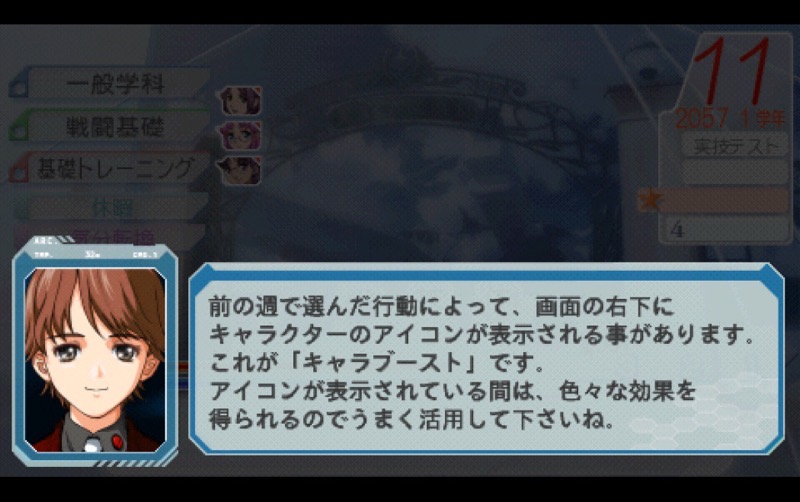 一般学科
戦闘基礎
基礎トレーニング
休暇
気分転換
11
2057 1学年
実技テスト
4
前の週で選んだ行動によって、画面の右下に
キャラクターのアイコンが表示される事があります。
これが「キャラブースト」です。
アイコンが表示されている間は、色々な効果を
得られるのでうまく活用して下さいね。